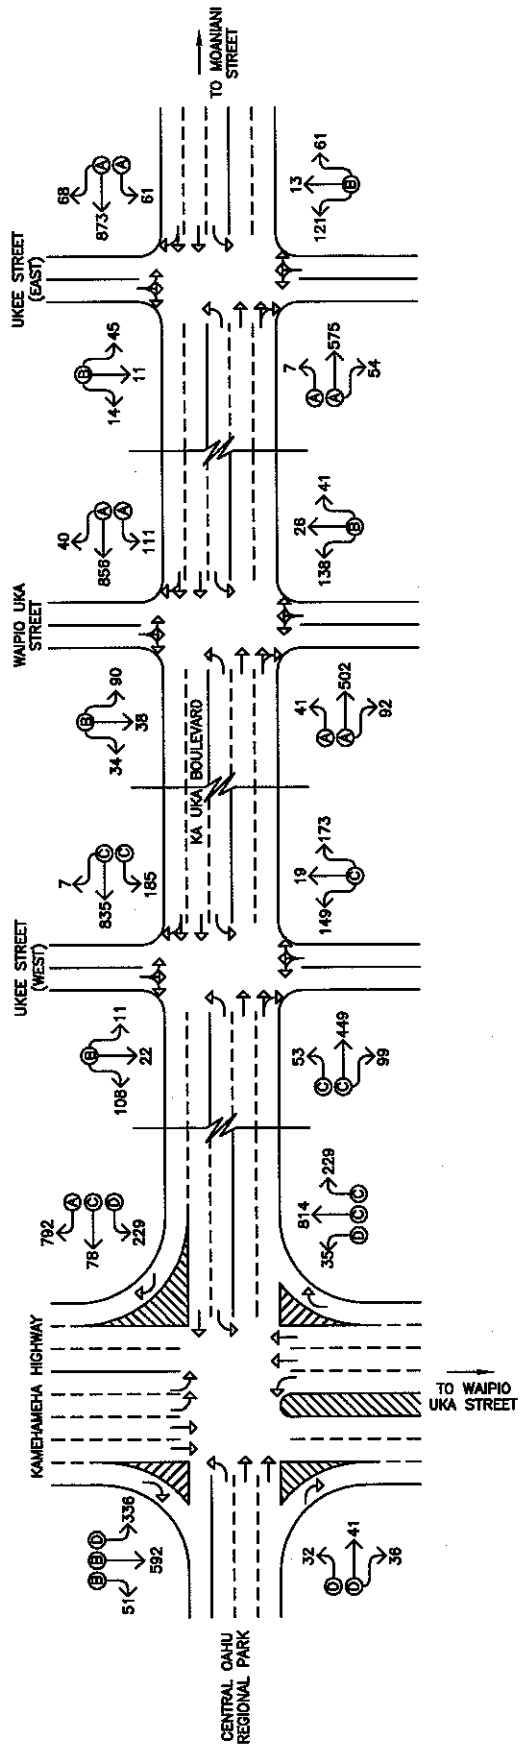 KAMEHAMEHA HIGHWAY
B B D
51
592
336
792
78
229
A
C
D
CENTRAL OAHU
REGIONAL PARK
32
41
36
D
D
35
814
229
D C C
TO WAIPIO
UKA STREET
UKEE STREET
(WEST)
B
108
22
11
7
835
185
C
C
53
449
99
C
C
149
19
173
C
KA UKA BOULEVARD
WAIPIO UKA
STREET
B
34
38
90
40
856
111
A
A
41
502
92
A
A
138
26
41
B
UKEE STREET
(EAST)
B
14
11
45
68
873
61
A
A
7
575
54
A
A
121
13
61
B
TO MOANIANI
STREET